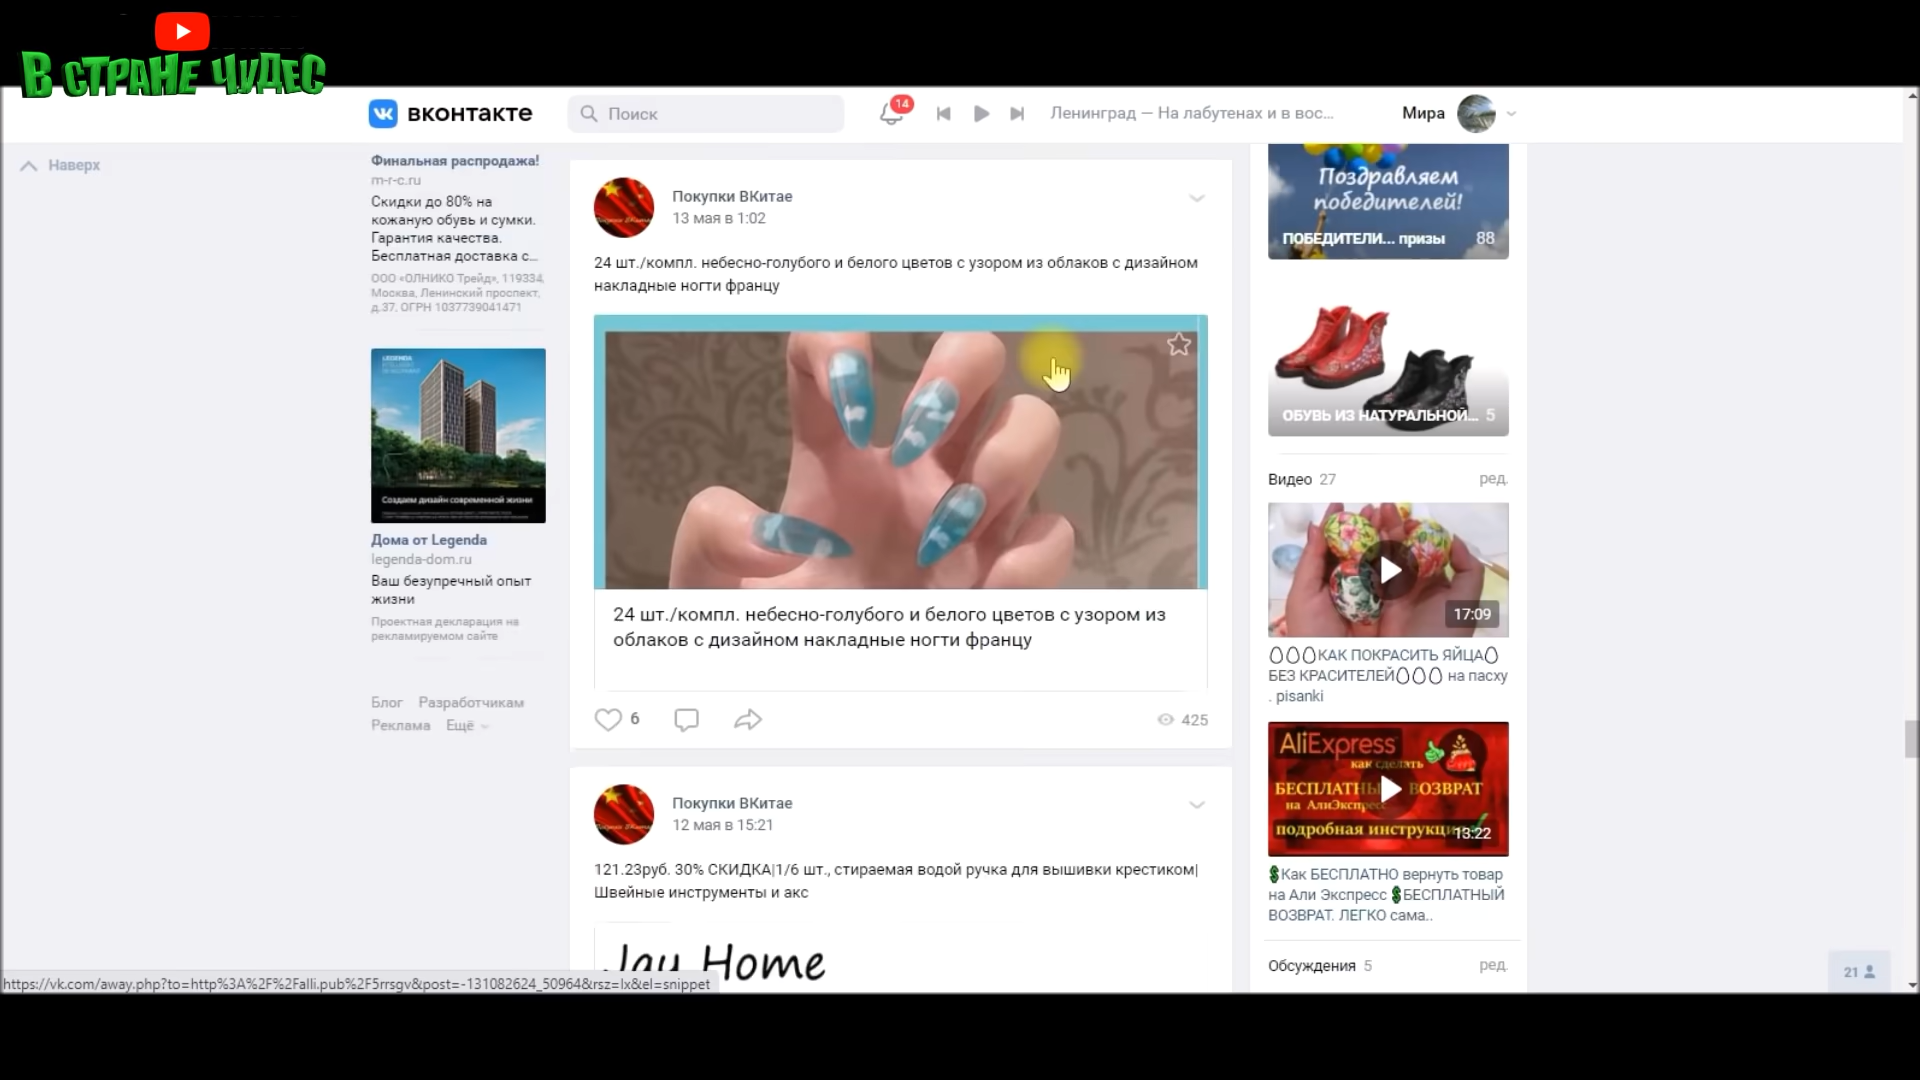 В СТРАНЕ ЧУДЕС
вконтакте
Поиск
14
Ленинград — На лабутенах и в вос...
Мира
Наверх
Финальная распродажа!
m-r-c.ru
Скидки до 80% на
кожаную обувь и сумки.
Гарантия качества.
Бесплатная доставка с...
ООО «ОЛНИКО Трейд», 119334,
Москва, Ленинский проспект,
д.37, ОГРН 1037739041471
LEGENDA
Создаем дизайн современной жизни
Дома от Legenda
legenda-dom.ru
Ваш безупречный опыт
жизни
Проектная декларация на
рекламируемом сайте
Блог Разработчикам
Реклама Ещё
Покупки ВКитае
13 мая в 1:02
24 шт./компл. небесно-голубого и белого цветов с узором из облаков с дизайном
накладные ногти францу
24 шт./компл. небесно-голубого и белого цветов с узором из
облаков с дизайном накладные ногти францу
6
425
Покупки ВКитае
12 мая в 15:21
121.23руб. 30% СКИДКА|1/6 шт., стираемая водой ручка для вышивки крестиком|
Швейные инструменты и акс
Jay Home
Поздравляем
победителей!
ПОБЕДИТЕЛИ... призы 88
ОБУВЬ ИЗ НАТУРАЛЬНОЙ... 5
Видео 27
ред.
17:09
КАК ПОКРАСИТЬ ЯЙЦА
БЕЗ КРАСИТЕЛЕЙ на пасху
. pisanki
AliExpress
как сделать
БЕСПЛАТНЫЙ ВОЗВРАТ
на АлиЭкспресс
подробная инструкция
13:22
Как БЕСПЛАТНО вернуть товар
на Али Экспресс БЕСПЛАТНЫЙ
ВОЗВРАТ. ЛЕГКО сама..
Обсуждения 5
ред.
21
https://vk.com/away.php?to=http%3A%2F%2Falli.pub%2F5rrsgv&post=-131082624_50964&rsz=lx&el=snippet